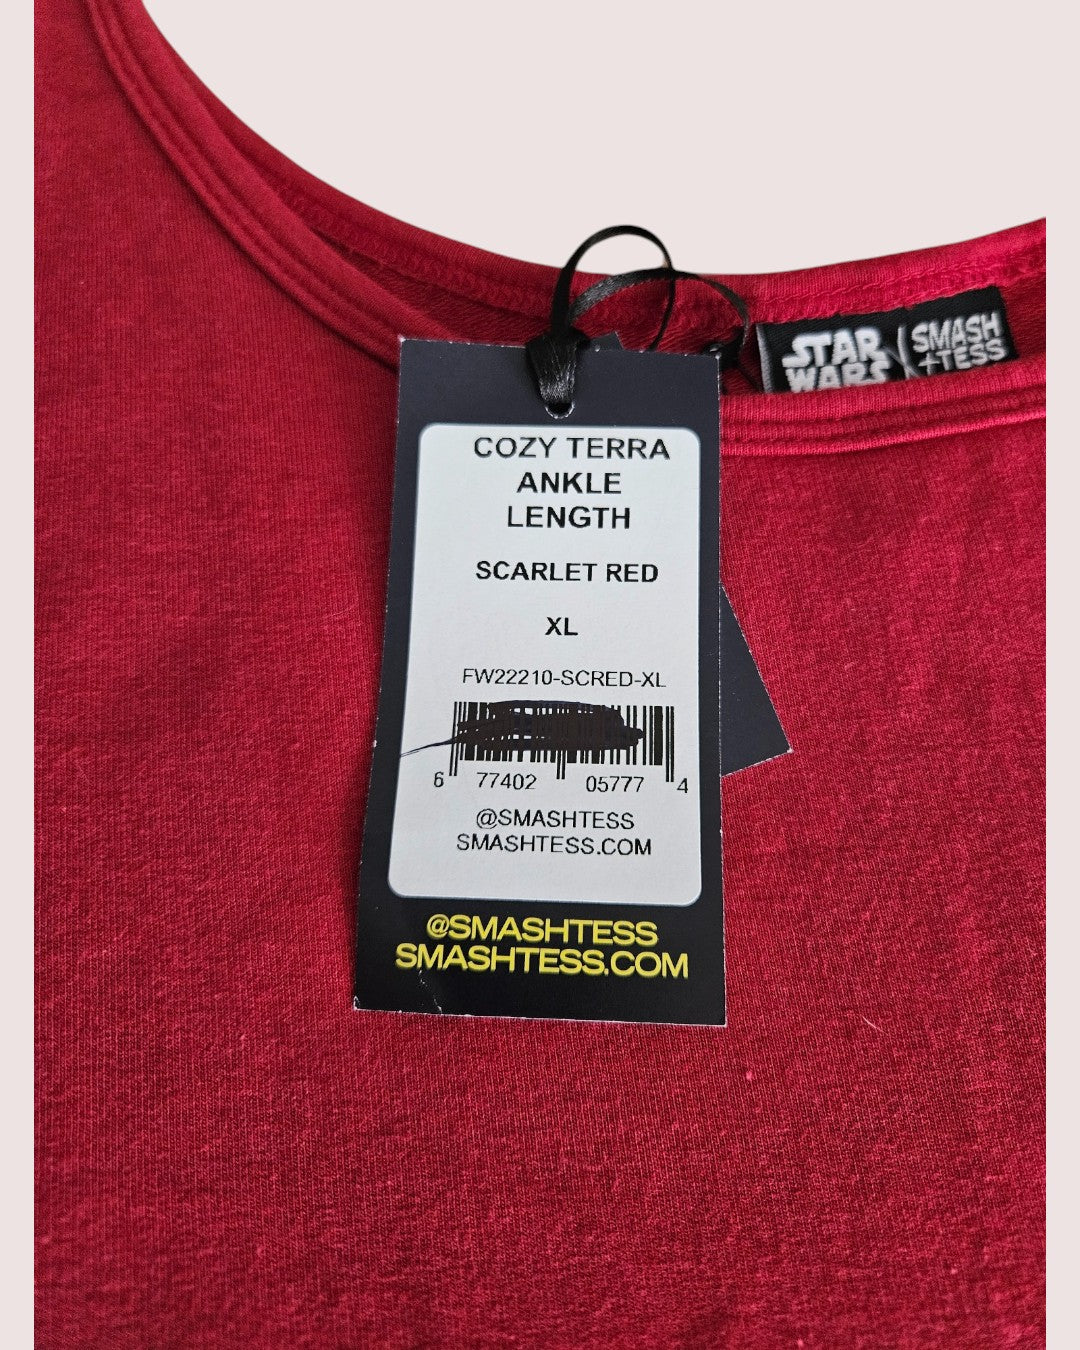 STAR
WARS
SMASH
+TESS
COZY TERRA
ANKLE
LENGTH
SCARLET RED
XL
FW22210-SCRED-XL
6 77402 05777 4
@SMASHTESS
SMASHTESS.COM
@SMASHTESS
SMASHTESS.COM